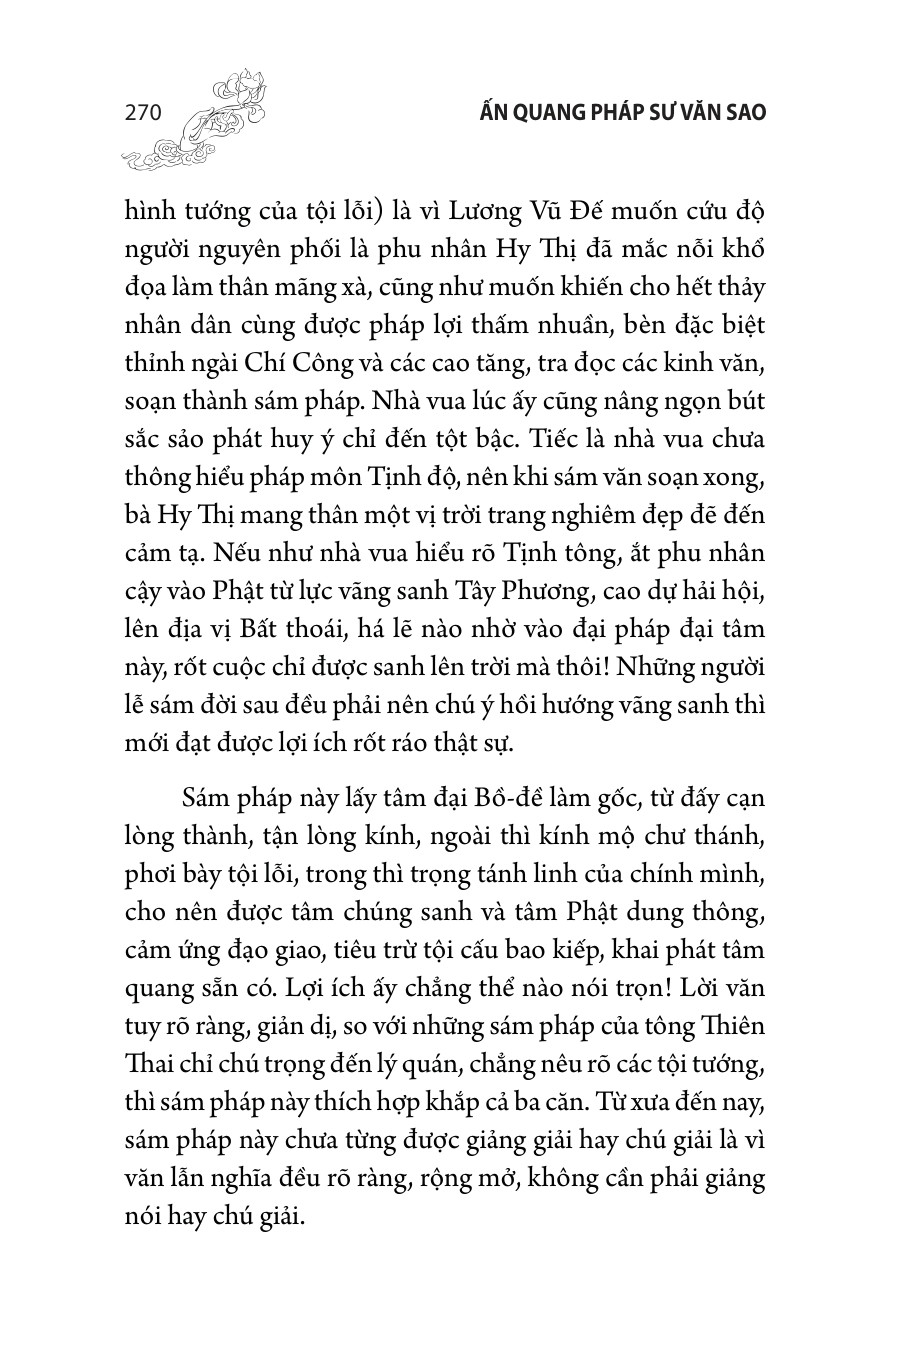 270
ẤN QUANG PHÁP SƯ VĂN SAO
hình tướng của tội lỗi) là vì Lương Vũ Đế muốn cứu độ
người nguyên phối là phu nhân Hy Thị đã mắc nỗi khổ
đọa làm thân mãng xà, cũng như muốn khiến cho hết thảy
nhân dân cùng được pháp lợi thấm nhuần, bèn đặc biệt
thỉnh ngài Chí Công và các cao tăng, tra đọc các kinh văn,
soạn thành sám pháp. Nhà vua lúc ấy cũng nâng ngọn bút
sắc sảo phát huy ý chỉ đến tột bậc. Tiếc là nhà vua chưa
thông hiểu pháp môn Tịnh độ, nên khi sám văn soạn xong,
bà Hy Thị mang thân một vị trời trang nghiêm đẹp đẽ đến
cảm tạ. Nếu như nhà vua hiểu rõ Tịnh tông, ắt phu nhân
cậy vào Phật từ lực vãng sanh Tây Phương, cao dự hải hội,
lên địa vị Bất thoái, há lẽ nào nhờ vào đại pháp đại tâm
này, rốt cuộc chỉ được sanh lên trời mà thôi! Những người
lễ sám đời sau đều phải nên chú ý hồi hướng vãng sanh thì
mới đạt được lợi ích rốt ráo thật sự.
Sám pháp này lấy tâm đại Bồ-đề làm gốc, từ đấy cạn
lòng thành, tận lòng kính, ngoài thì kính mộ chư thánh,
phơi bày tội lỗi, trong thì trọng tánh linh của chính mình,
cho nên được tâm chúng sanh và tâm Phật dung thông,
cảm ứng đạo giao, tiêu trừ tội cấu bao kiếp, khai phát tâm
quang sẵn có. Lợi ích ấy chẳng thể nào nói trọn! Lời văn
tuy rõ ràng, giản dị, so với những sám pháp của tông Thiên
Thai chỉ chú trọng đến lý quán, chẳng nêu rõ các tội tướng,
thì sám pháp này thích hợp khắp cả ba căn. Từ xưa đến nay,
sám pháp này chưa từng được giảng giải hay chú giải là vì
văn lẫn nghĩa đều rõ ràng, rộng mở, không cần phải giảng
nói hay chú giải.